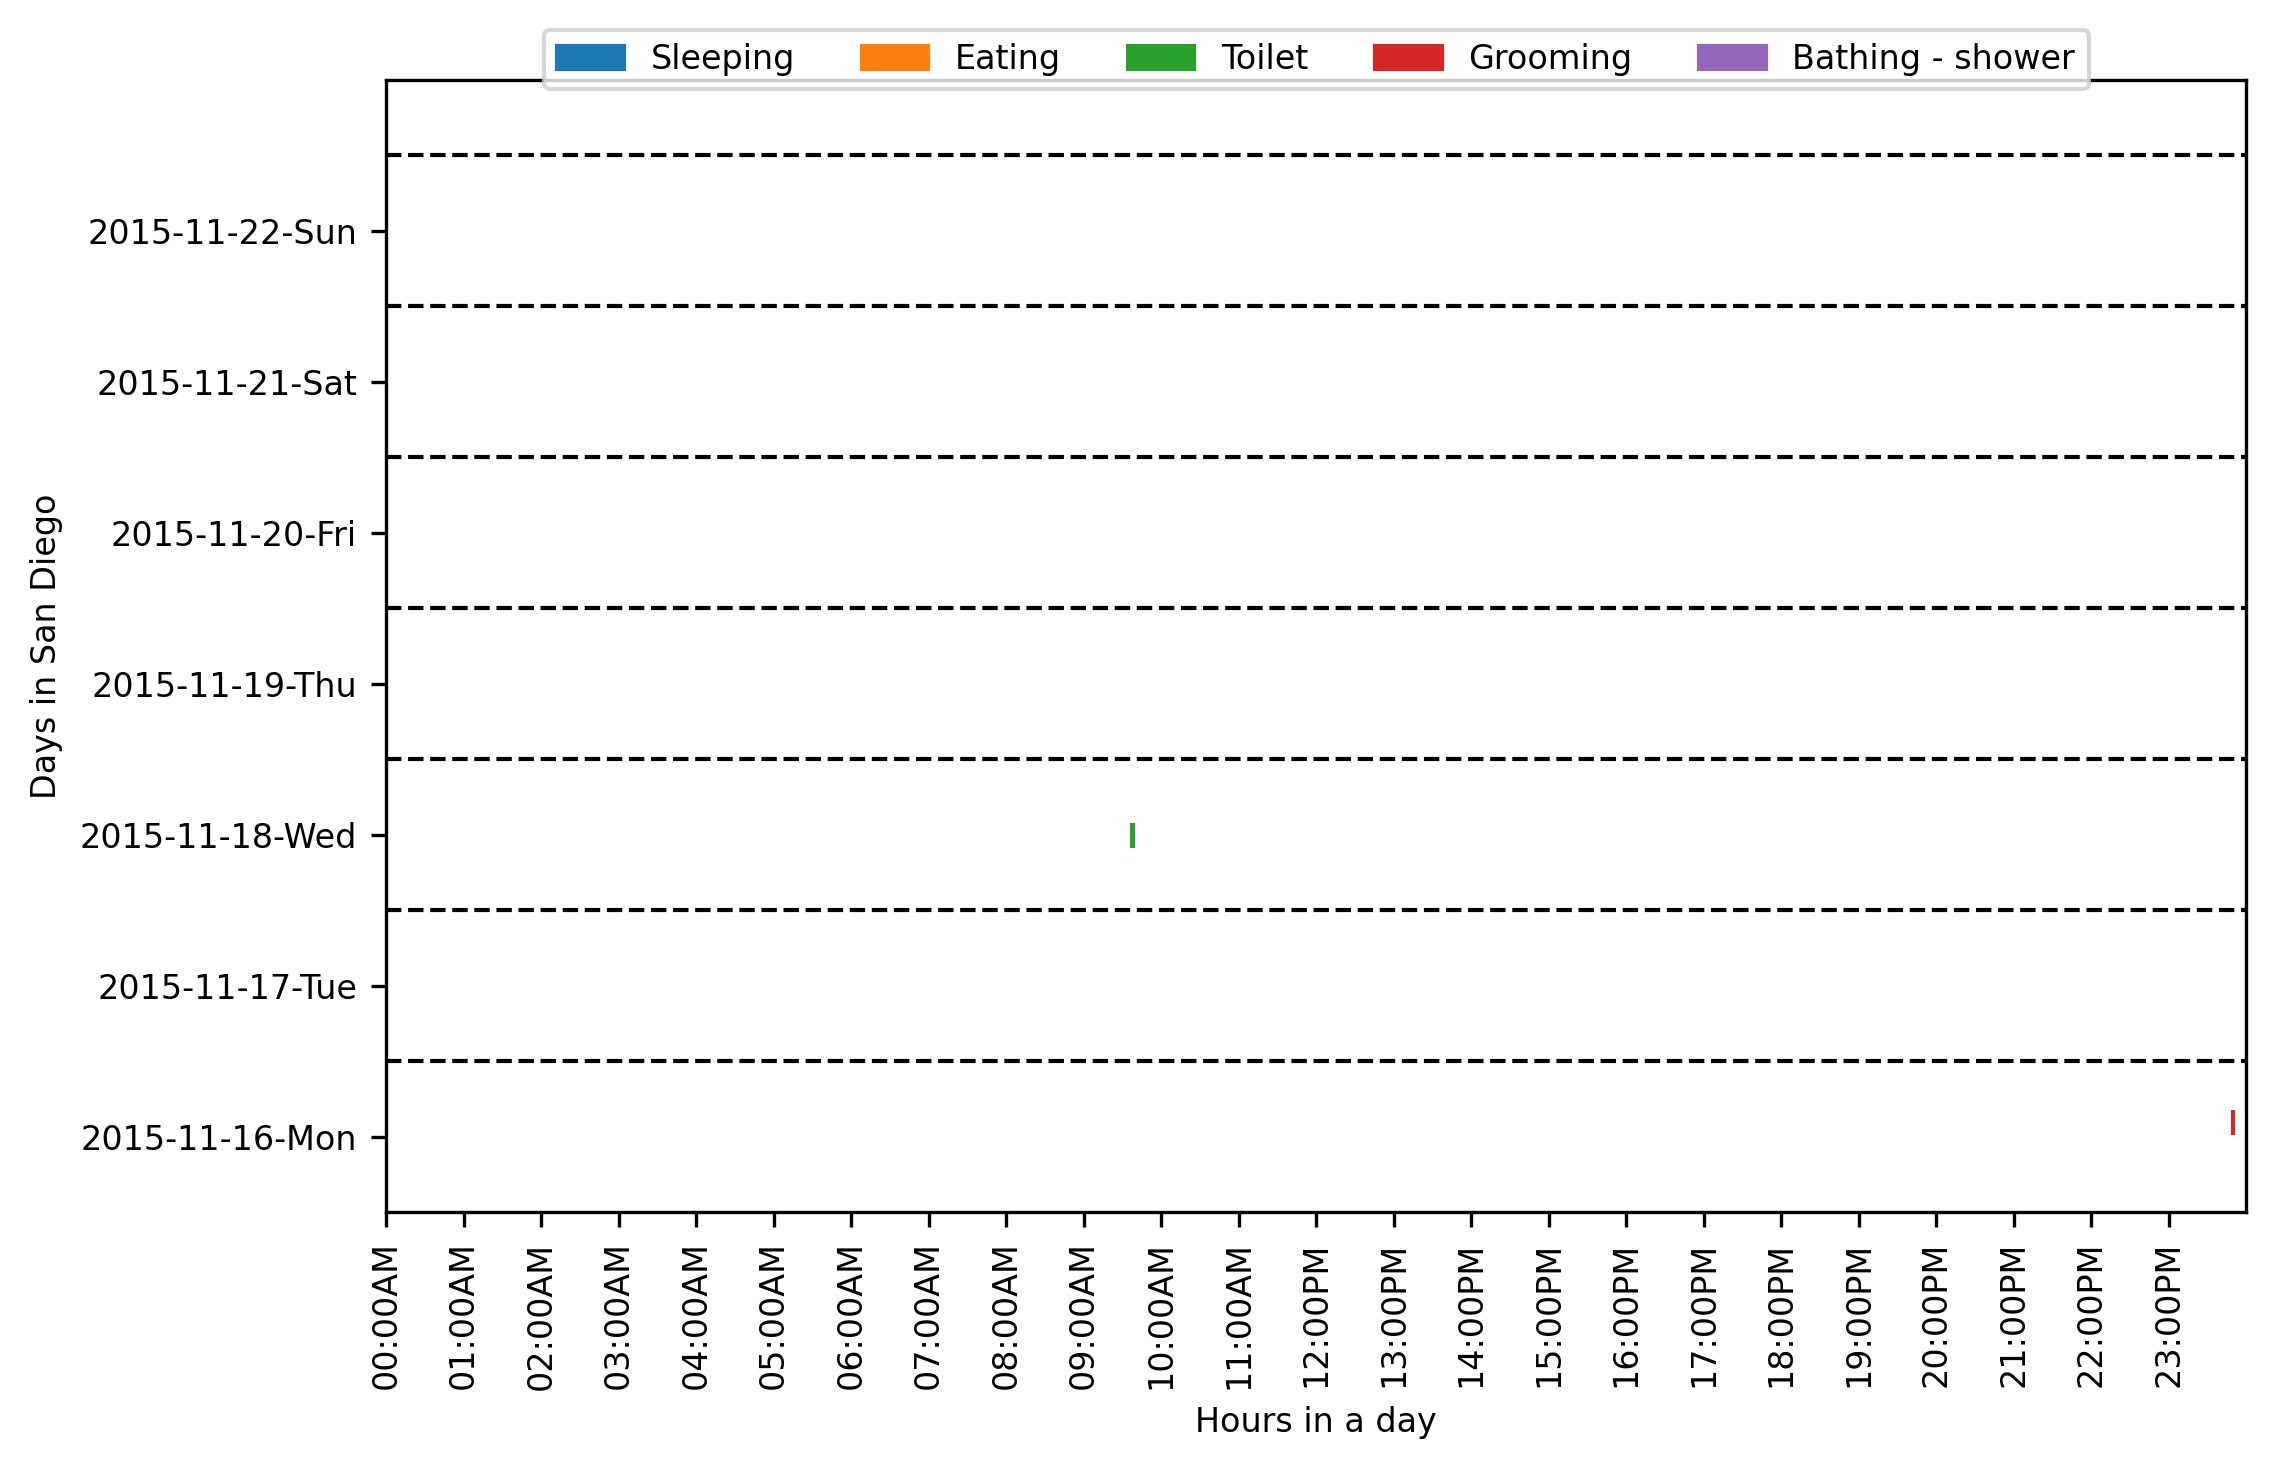 Sleeping Eating Toilet Grooming Bathing - shower
Days in San Diego
2015-11-22-Sun
2015-11-21-Sat
2015-11-20-Fri
2015-11-19-Thu
2015-11-18-Wed
2015-11-17-Tue
2015-11-16-Mon
00:00AM
01:00AM
02:00AM
03:00AM
04:00AM
05:00AM
06:00AM
07:00AM
08:00AM
09:00AM
10:00AM
11:00AM
12:00PM
13:00PM
14:00PM
15:00PM
16:00PM
17:00PM
18:00PM
19:00PM
20:00PM
21:00PM
22:00PM
23:00PM
Hours in a day